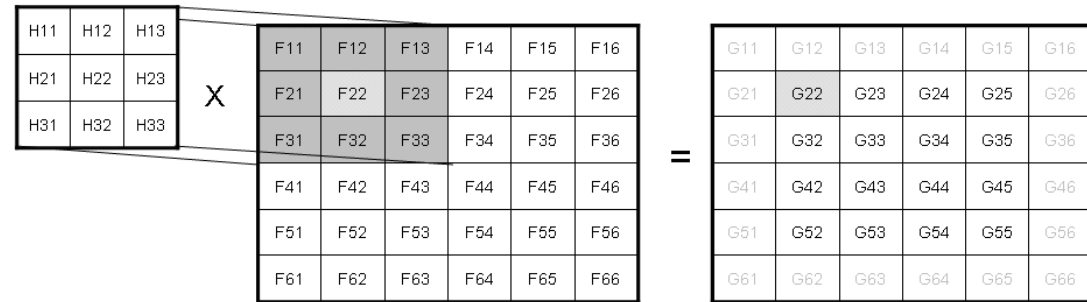 H11 H12 H13
H21 H22 H23
H31 H32 H33
X
F11 F12 F13 F14 F15 F16
F21 F22 F23 F24 F25 F26
F31 F32 F33 F34 F35 F36
F41 F42 F43 F44 F45 F46
F51 F52 F53 F54 F55 F56
F61 F62 F63 F64 F65 F66
=
G11 G12 G13 G14 G15 G16
G21 G22 G23 G24 G25 G26
G31 G32 G33 G34 G35 G36
G41 G42 G43 G44 G45 G46
G51 G52 G53 G54 G55 G56
G61 G62 G63 G64 G65 G66